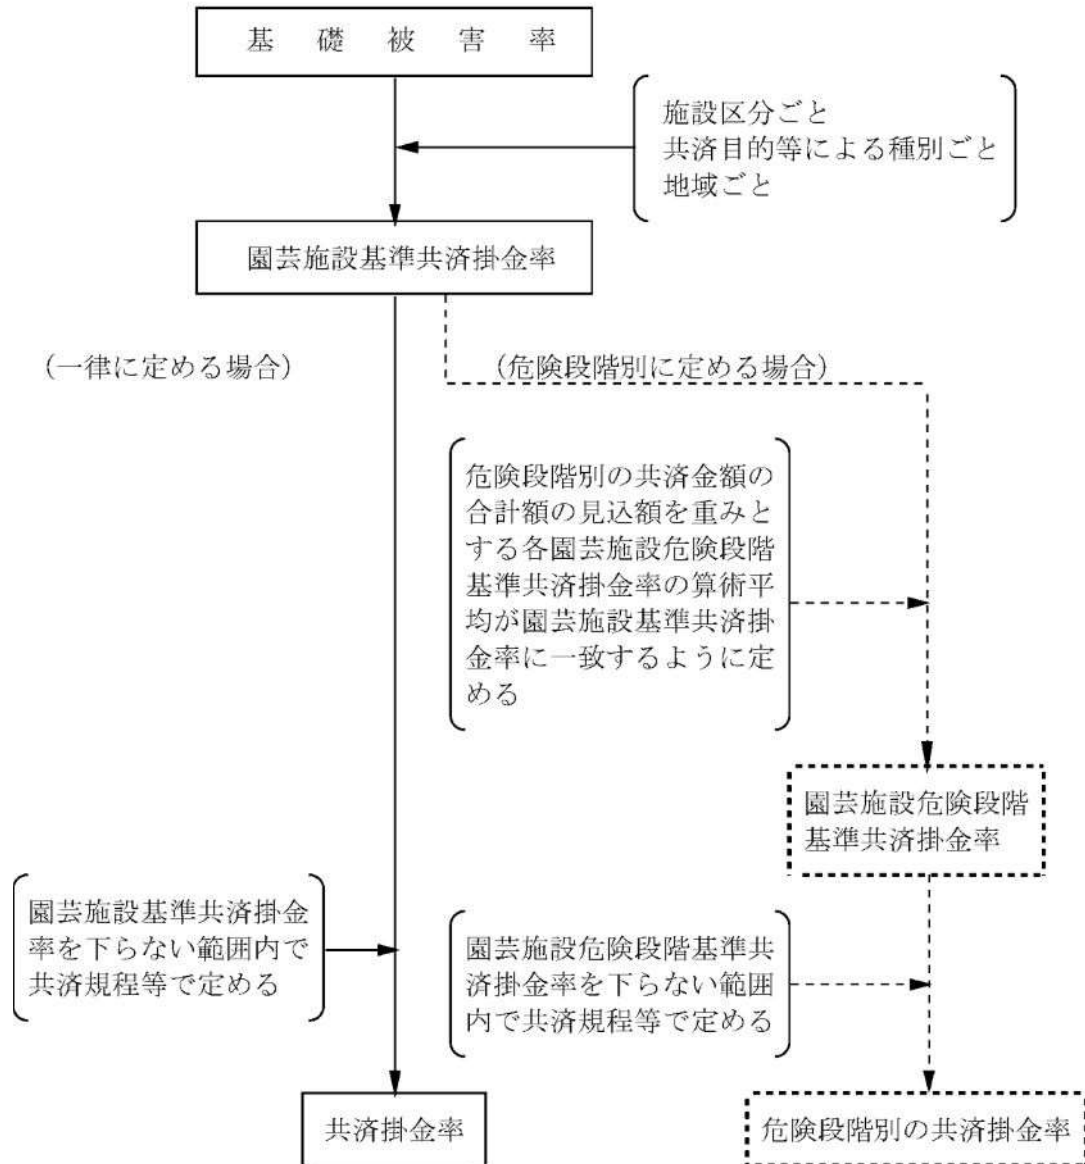 基礎被害率
施設区分ごと
共済目的等による種別ごと
地域ごと
園芸施設基準共済掛金率
(一律に定める場合)
(危険段階別に定める場合)
危険段階別の共済金額の
合計額の見込額を重みと
する各園芸施設危険段階
基準共済掛金率の算術平
均が園芸施設基準共済掛
金率に一致するように定
める
園芸施設危険段階
基準共済掛金率
園芸施設基準共済掛金
率を下らない範囲内で
共済規程等で定める
園芸施設危険段階基準共
済掛金率を下らない範囲
内で共済規程等で定める
共済掛金率
危険段階別の共済掛金率